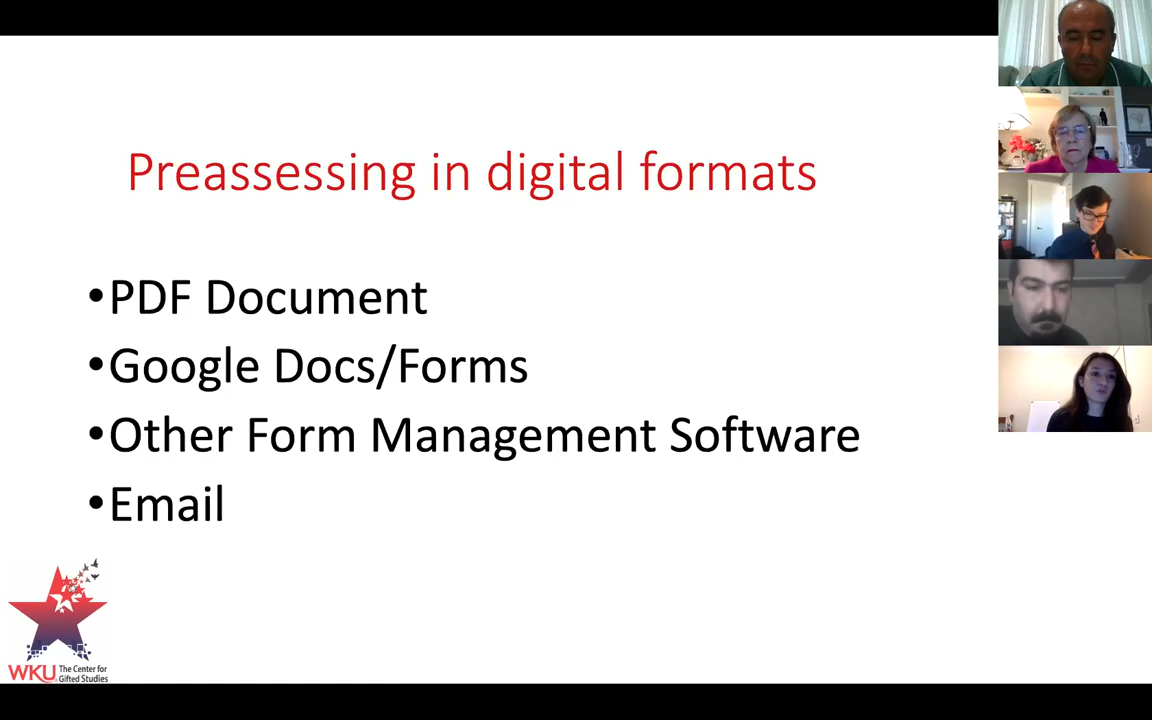 Preassessing in digital formats
•PDF Document
•Google Docs/Forms
•Other Form Management Software
•Email
WKU The Center for
Gifted Studies